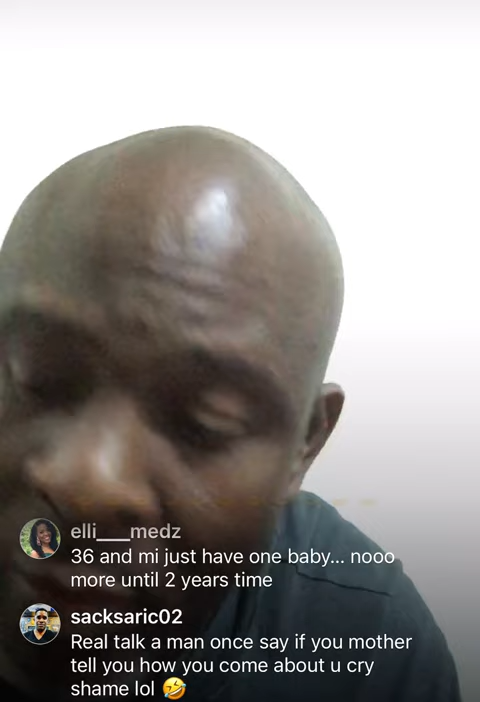 elli___medz
36 and mi just have one baby... nooo
more until 2 years time
sacksaric02
Real talk a man once say if you mother
tell you how you come about u cry
shame lol 🤣